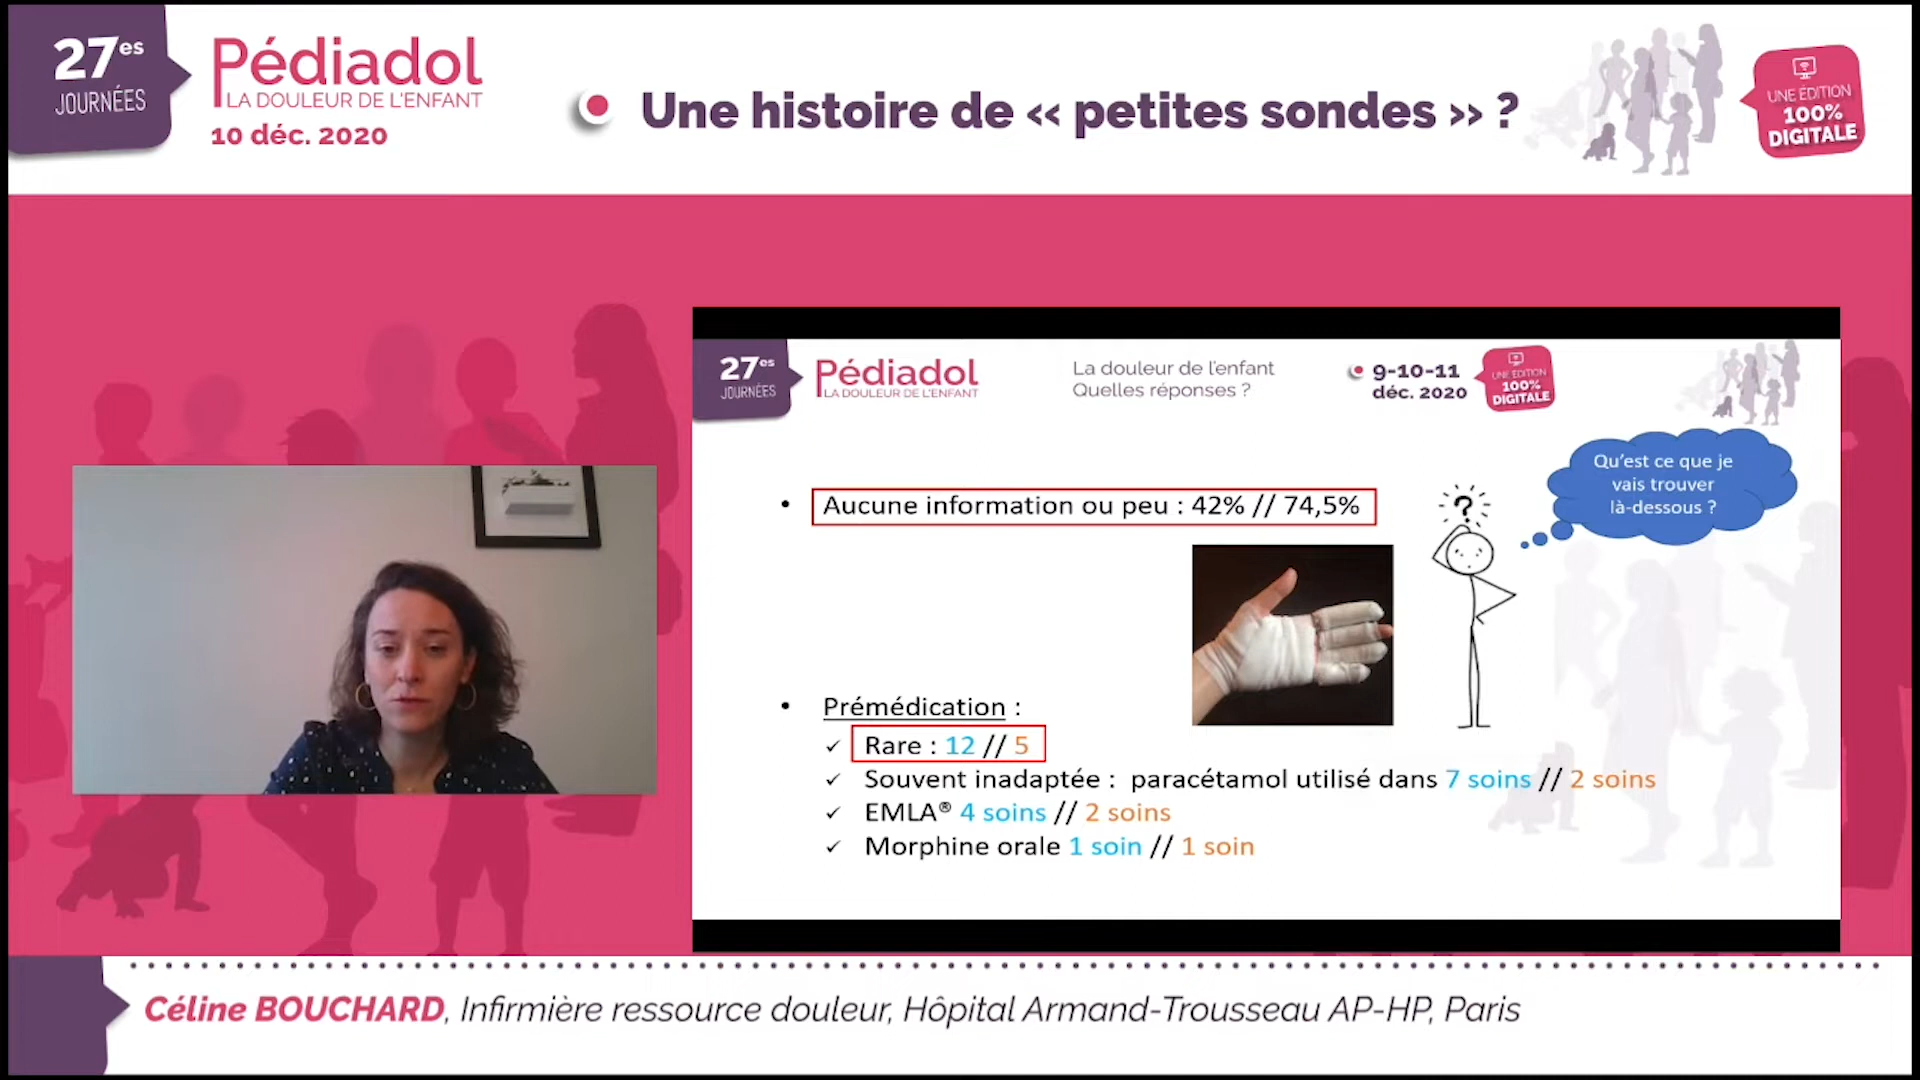 27es
JOURNÉES
Pédiadol
LA DOULEUR DE L'ENFANT
10 déc. 2020
Une histoire de « petites sondes » ?
UNE ÉDITION
100%
DIGITALE
27es
JOURNÉES
Pédiadol
LA DOULEUR DE L'ENFANT
La douleur de l'enfant
Quelles réponses ?
9-10-11
déc. 2020
UNE ÉDITION
100%
DIGITALE
Qu'est ce que je
vais trouver
là-dessous ?
• Aucune information ou peu : 42% // 74,5%
?
• Prémédication :
✓ Rare : 12 // 5
✓ Souvent inadaptée : paracétamol utilisé dans 7 soins // 2 soins
✓ EMLA® 4 soins // 2 soins
✓ Morphine orale 1 soin // 1 soin
Céline BOUCHARD, Infirmière ressource douleur, Hôpital Armand-Trousseau AP-HP, Paris